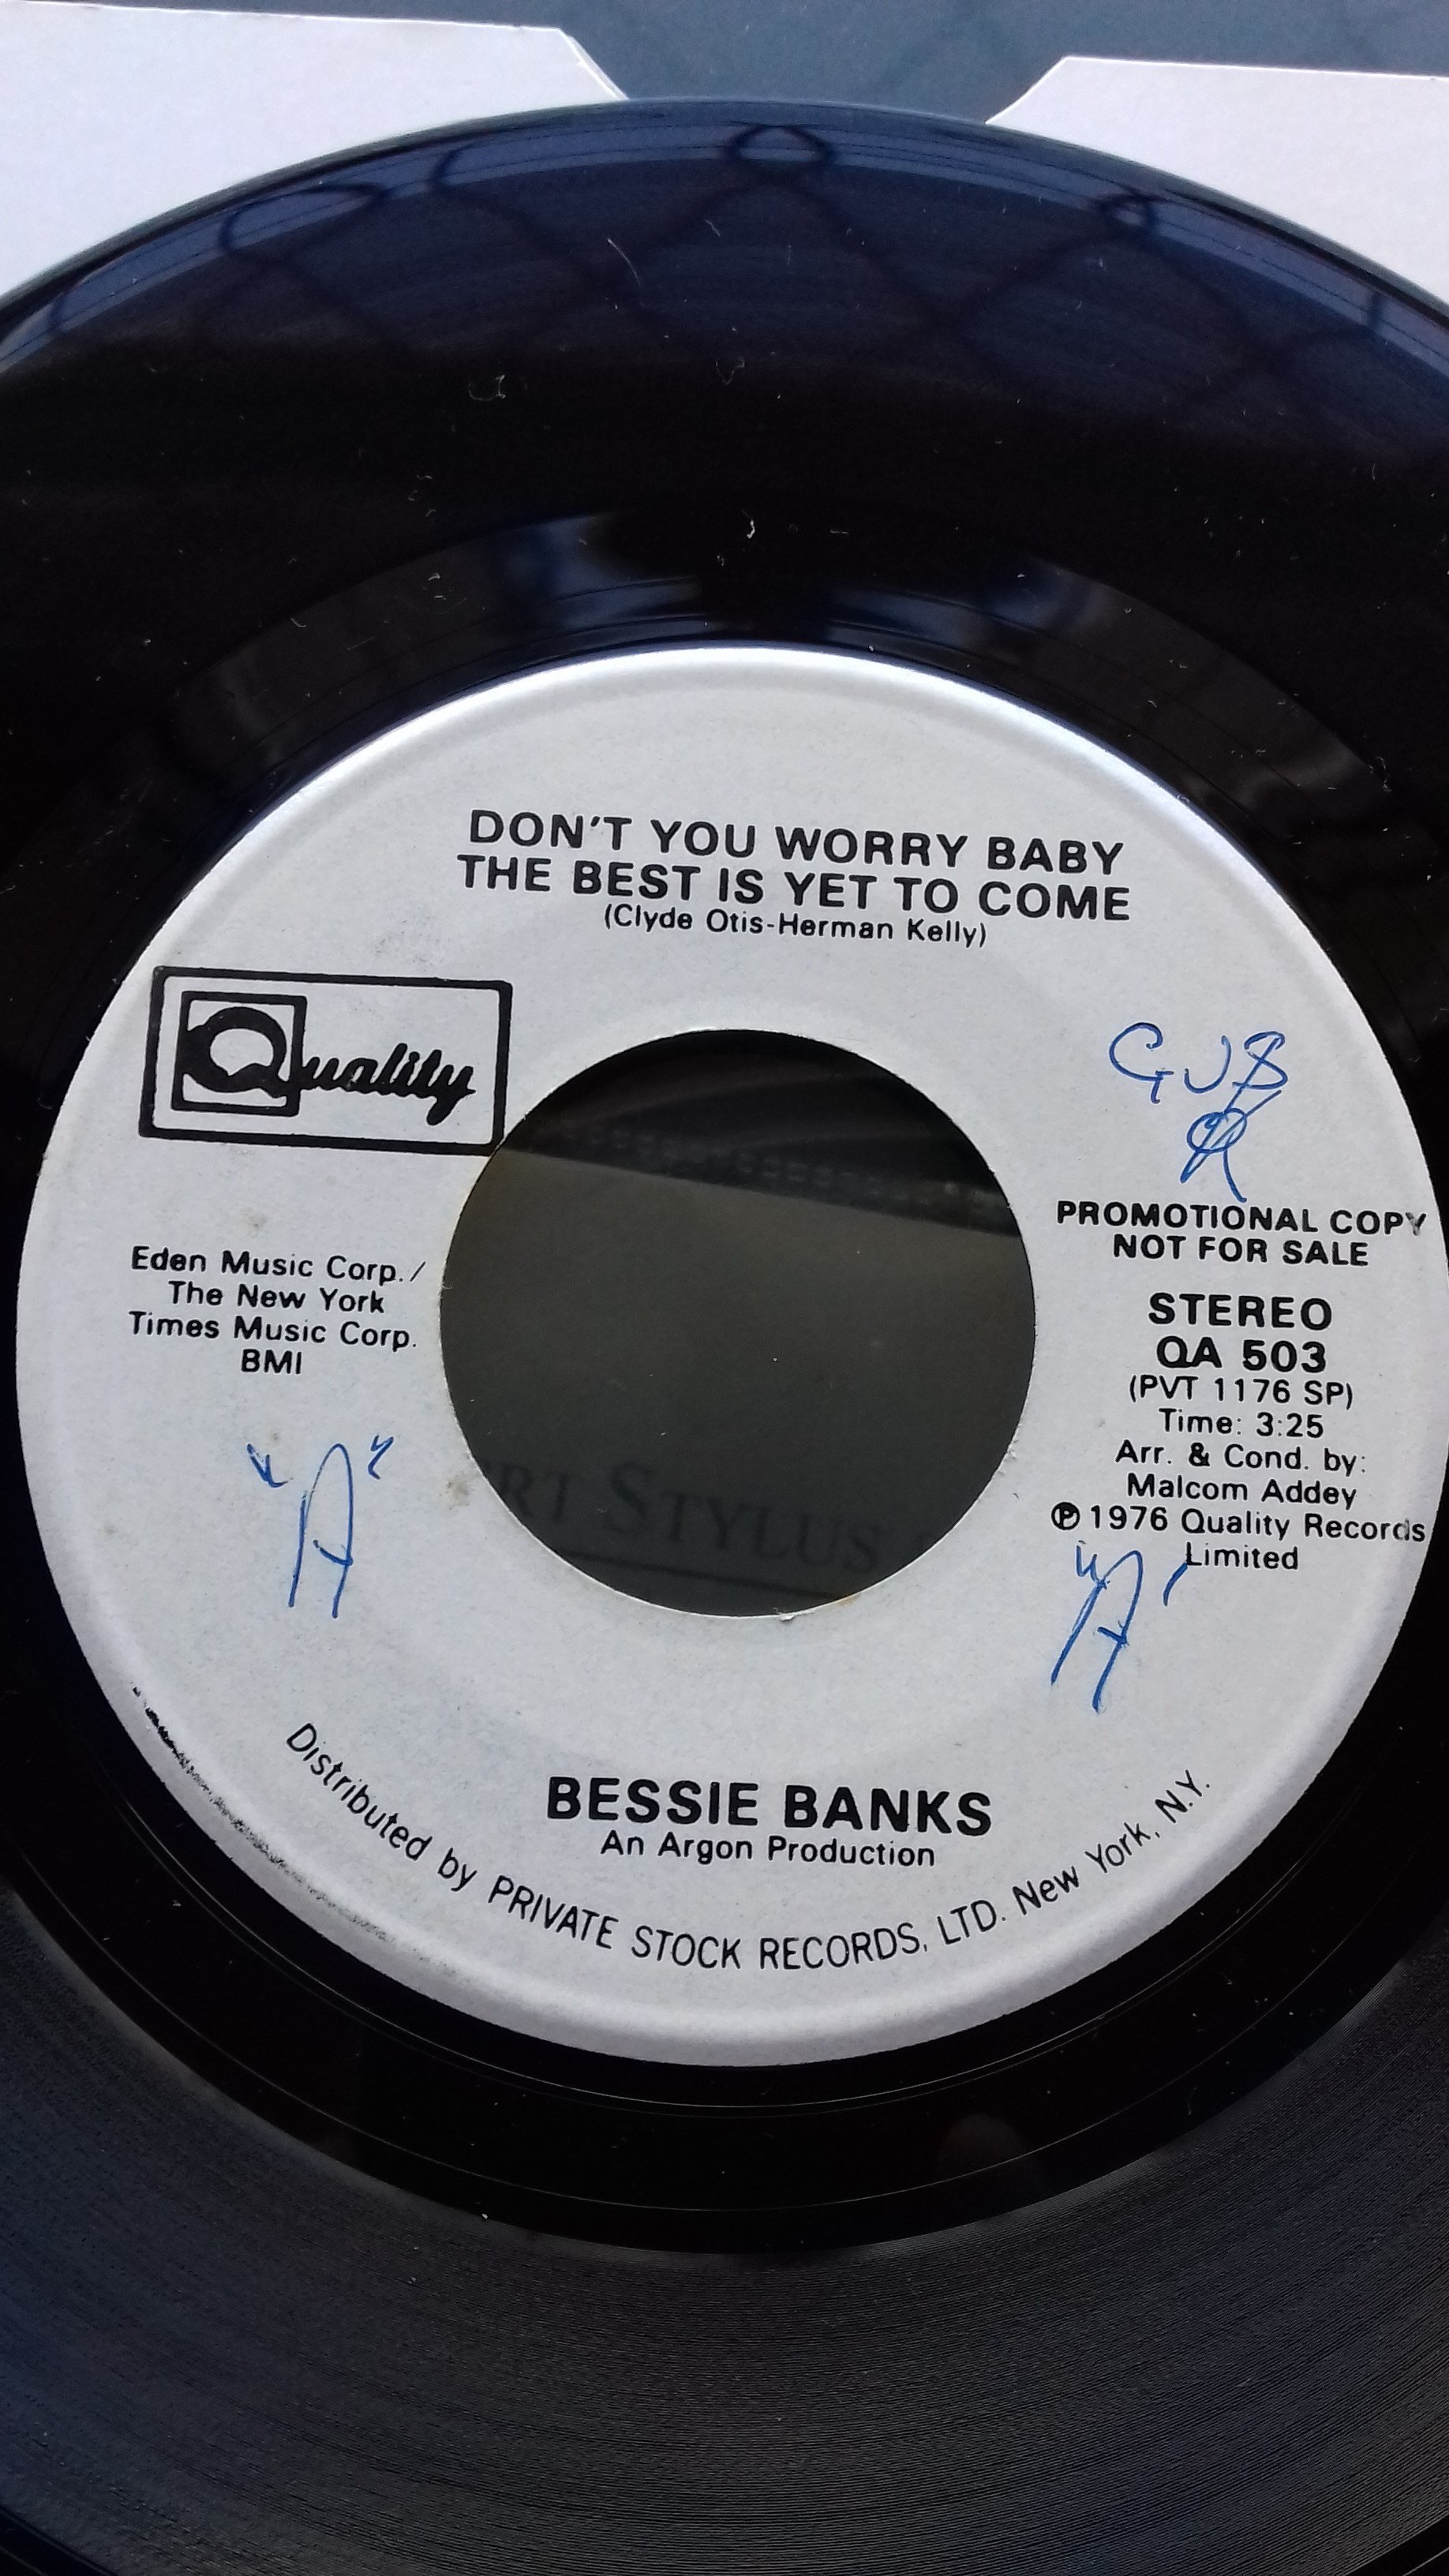 DON'T YOU WORRY BABY
THE BEST IS YET TO COME
(Clyde Otis-Herman Kelly)
Quality
GUS
Eden Music Corp./
The New York
Times Music Corp.
BMI
"A"
PROMOTIONAL COPY
NOT FOR SALE
STEREO
QA 503
(PVT 1176 SP)
Time: 3:25
Arr. & Cond. by:
Malcom Addey
℗ 1976 Quality Records
Limited
"A"
STYLUS
BESSIE BANKS
An Argon Production
Distributed by PRIVATE STOCK RECORDS, LTD. New York, N.Y.